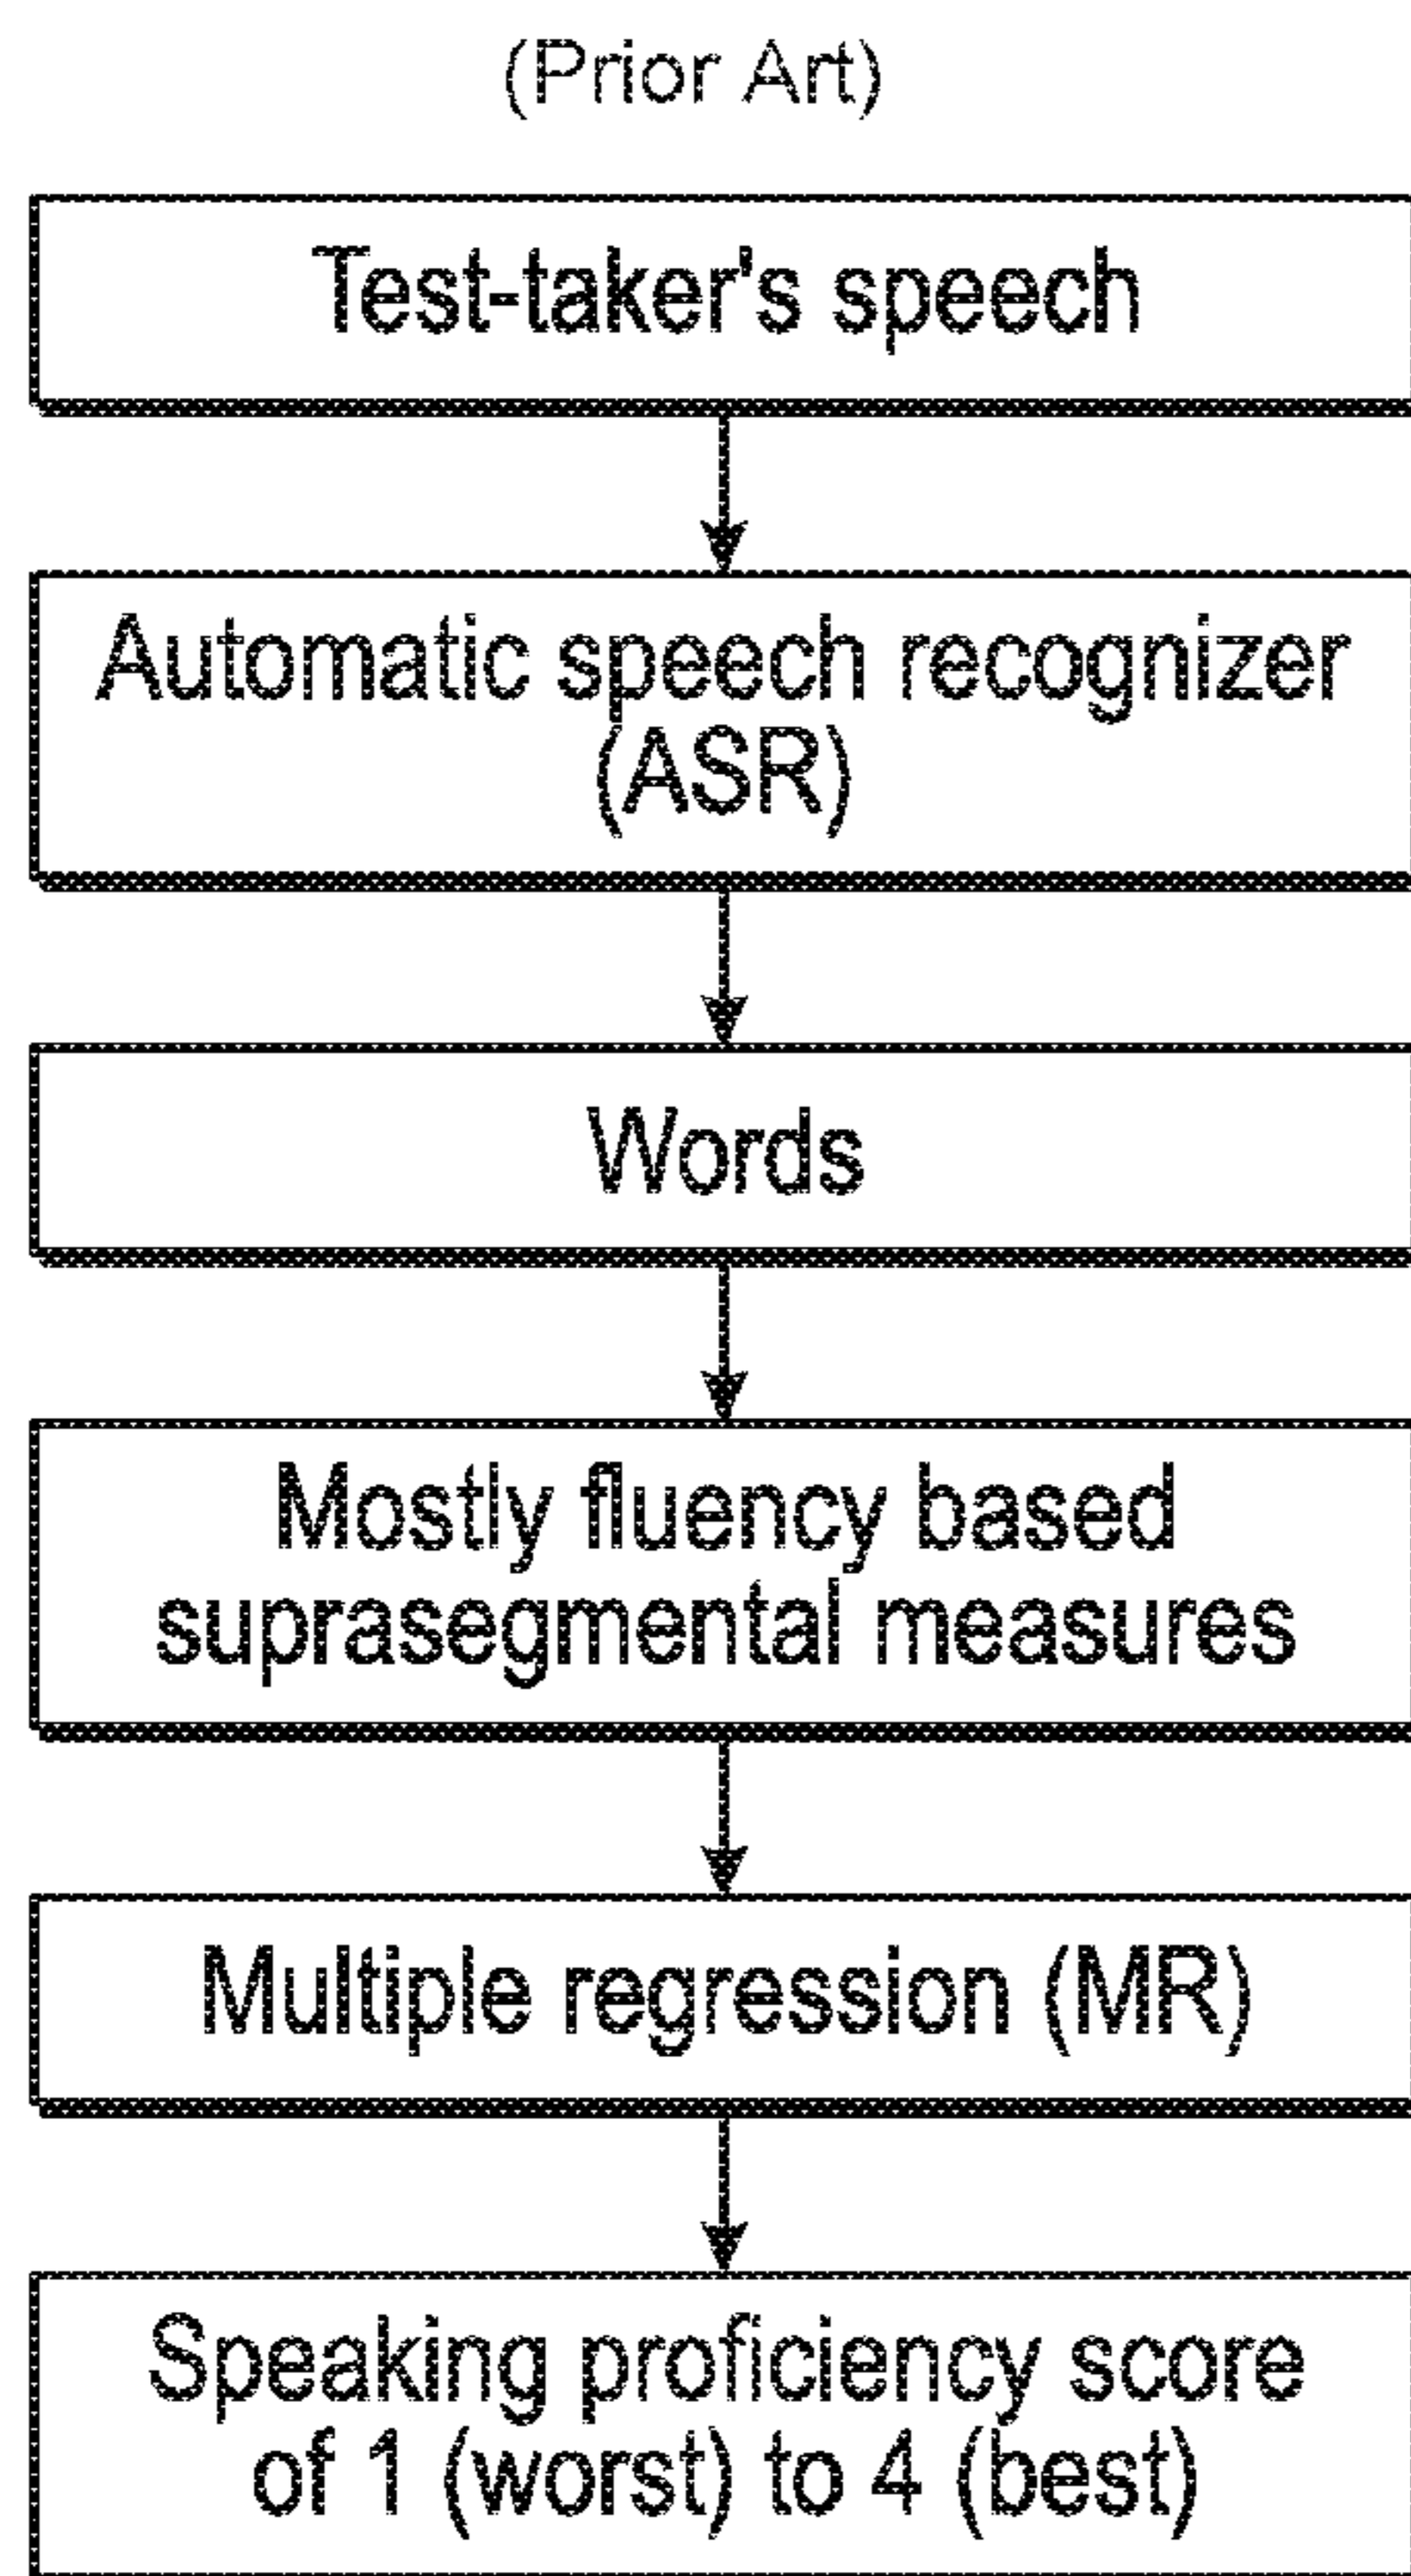 (Prior Art)
Test-taker's speech
Automatic speech recognizer
(ASR)
Words
Mostly fluency based
suprasegmental measures
Multiple regression (MR)
Speaking proficiency score
of 1 (worst) to 4 (best)